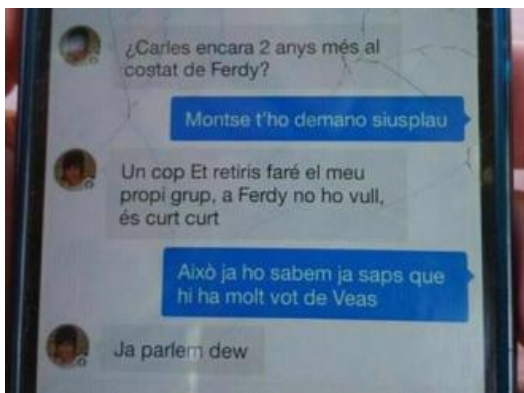 ¿Carles encara 2 anys més al
costat de Ferdy?
Montse t'ho demano siusplau
Un cop Et retiris faré el meu
propi grup, a Ferdy no ho vull,
és curt curt
Això ja ho sabem ja saps que
hi ha molt vot de Veas
Ja parlem dew